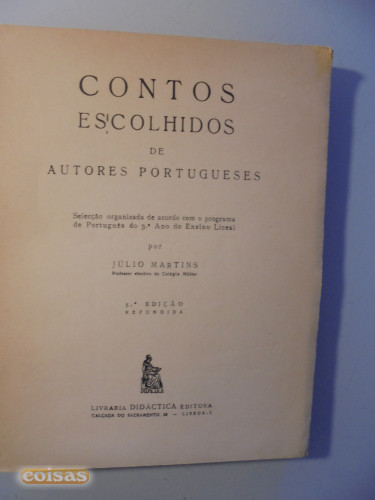 CONTOS
ESCOLHIDOS
DE
AUTORES PORTUGUESES
Selecção organizada de acordo com o programa
de Português do 3.º Ano do Ensino Liceal
por
JÚLIO MARTINS
Professor efectivo do Colégio Militar
5.ª EDIÇÃO
REFUNDIDA
LIVRARIA DIDÁCTICA EDITORA
CALÇADA DO SACRAMENTO
LISBOA-2
coisas